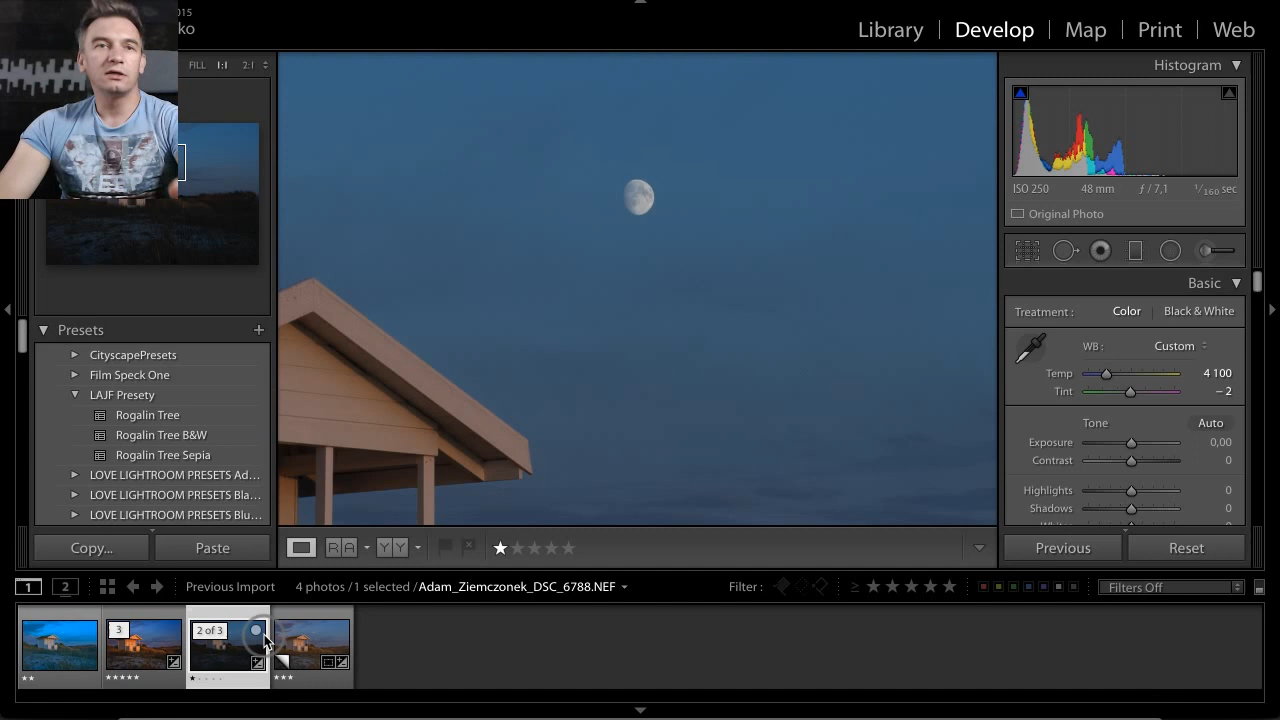 015
ko
Library | Develop | Map | Print | Web
FILL 1:1 2:1
Histogram
KEEP
ISO 250 48 mm ƒ / 7,1 1/160 sec
Original Photo
Basic
Treatment : Color | Black & White
WB : Custom
Temp 4 100
Tint – 2
Tone Auto
Exposure 0,00
Contrast 0
Highlights 0
Shadows 0
Presets +
CityscapePresets
Film Speck One
LAJF Presety
Rogalin Tree
Rogalin Tree B&W
Rogalin Tree Sepia
LOVE LIGHTROOM PRESETS Ad...
LOVE LIGHTROOM PRESETS Bla...
LOVE LIGHTROOM PRESETS Blu...
Copy... Paste
R A Y Y
Previous Reset
1 2 Previous Import 4 photos / 1 selected / Adam_Ziemczonek_DSC_6788.NEF Filter : ≥ Filters Off
3 2 of 3